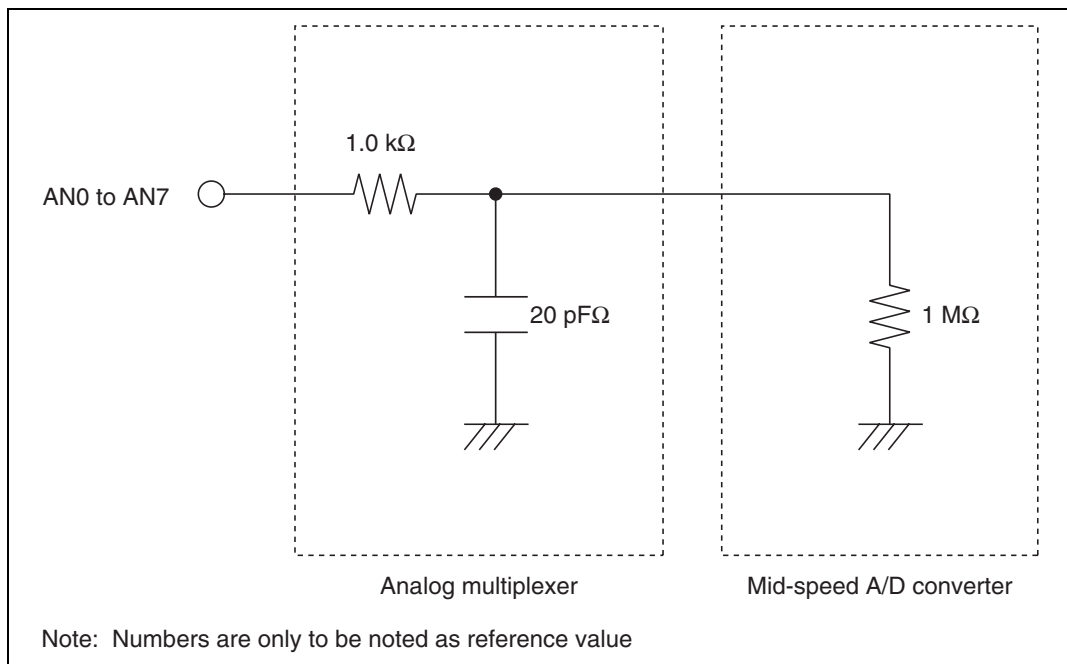 1.0 kΩ
AN0 to AN7
20 pFΩ
1 MΩ
Analog multiplexer
Mid-speed A/D converter
Note: Numbers are only to be noted as reference value